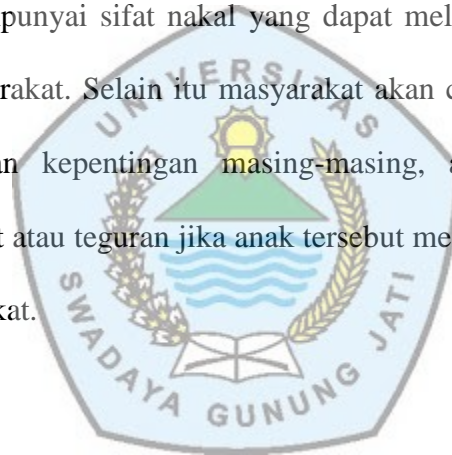 punyai sifat nakal yang dapat mel
rakat. Selain itu masyarakat akan
an kepentingan masing-masing, a
t atau teguran jika anak tersebut me
kat.
UNIVERSITAS
SWADAYA GUNUNG JATI